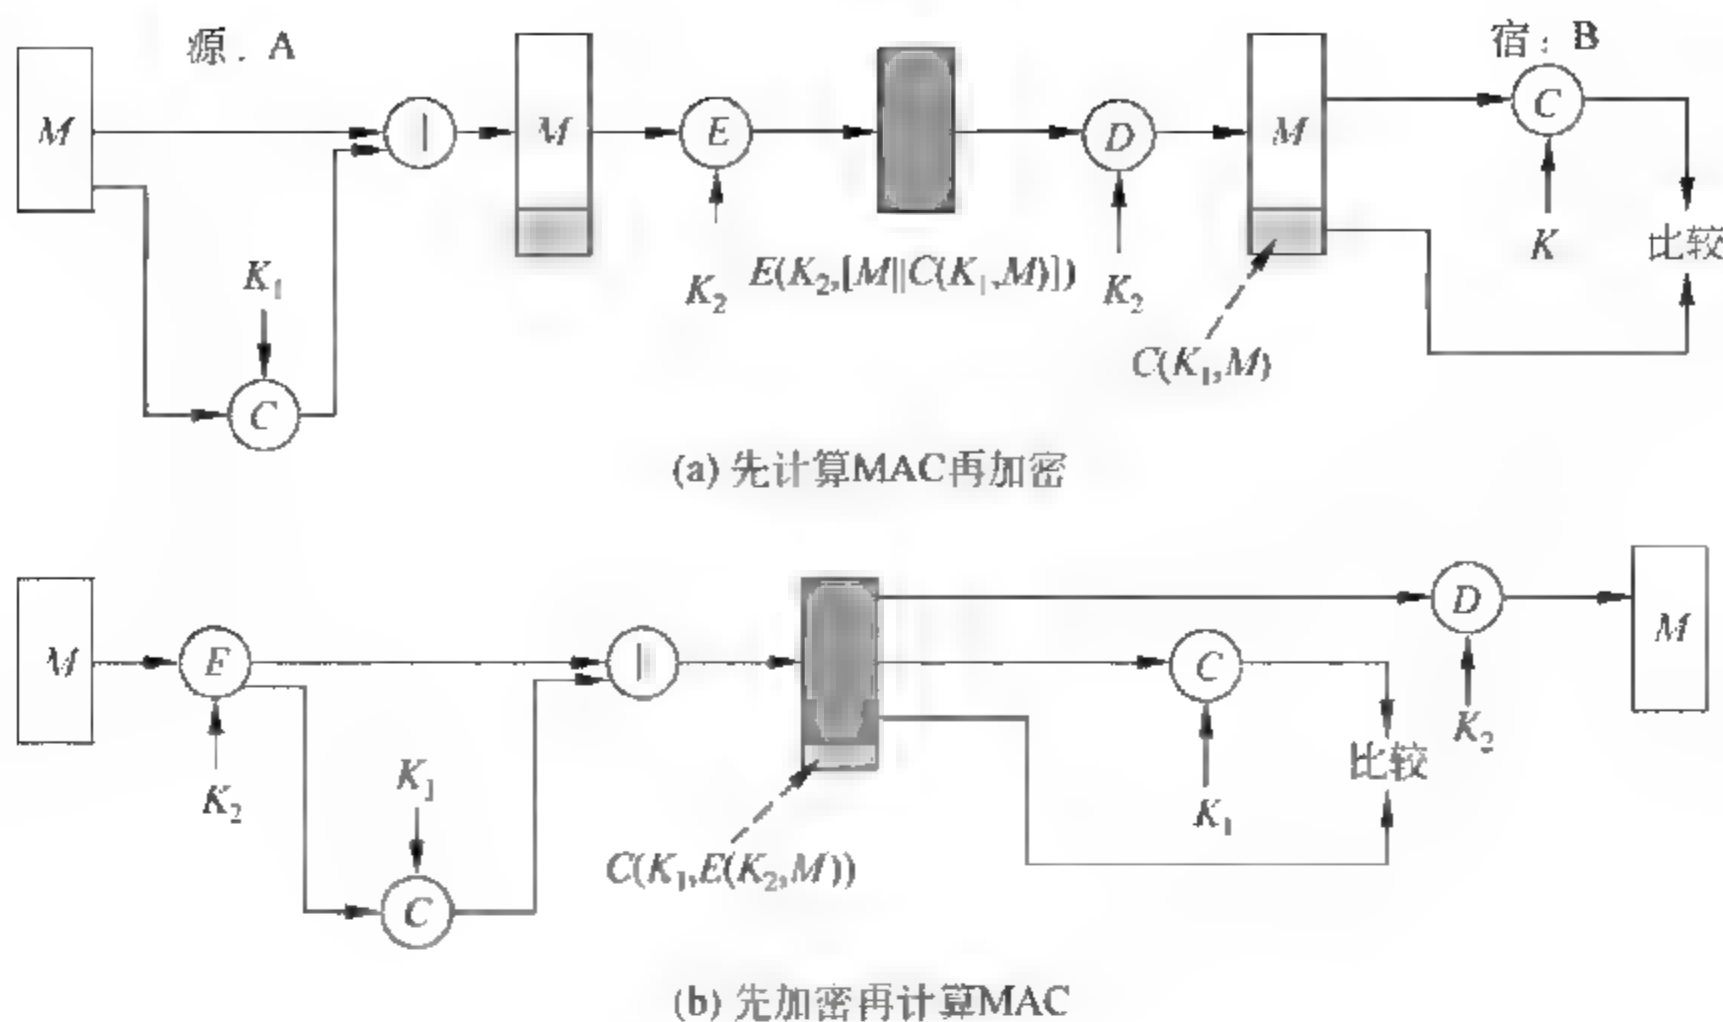 源：A
宿：B
M
|
M
E
D
M
C
K₁
C
K₂
E(K₂,[M||C(K₁,M)])
K₂
K
比较
C(K₁,M)
(a) 先计算MAC再加密
M
E
||
C
D
M
K₂
K₁
C
K₁
比较
K₂
C(K₁,E(K₂,M))
(b) 先加密再计算MAC